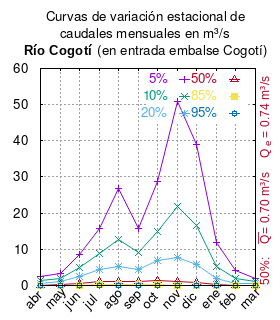 Curvas de variación estacional de
caudales mensuales en m³/s
Río Cogotí (en entrada embalse Cogotí)
60
50
40
30
20
10
0
5% 50%
10% 85%
20% 95%
abr may jun jul ago sep oct nov dic ene feb mar
50%: Q= 0.70 m³/s Qe = 0.74 m³/s